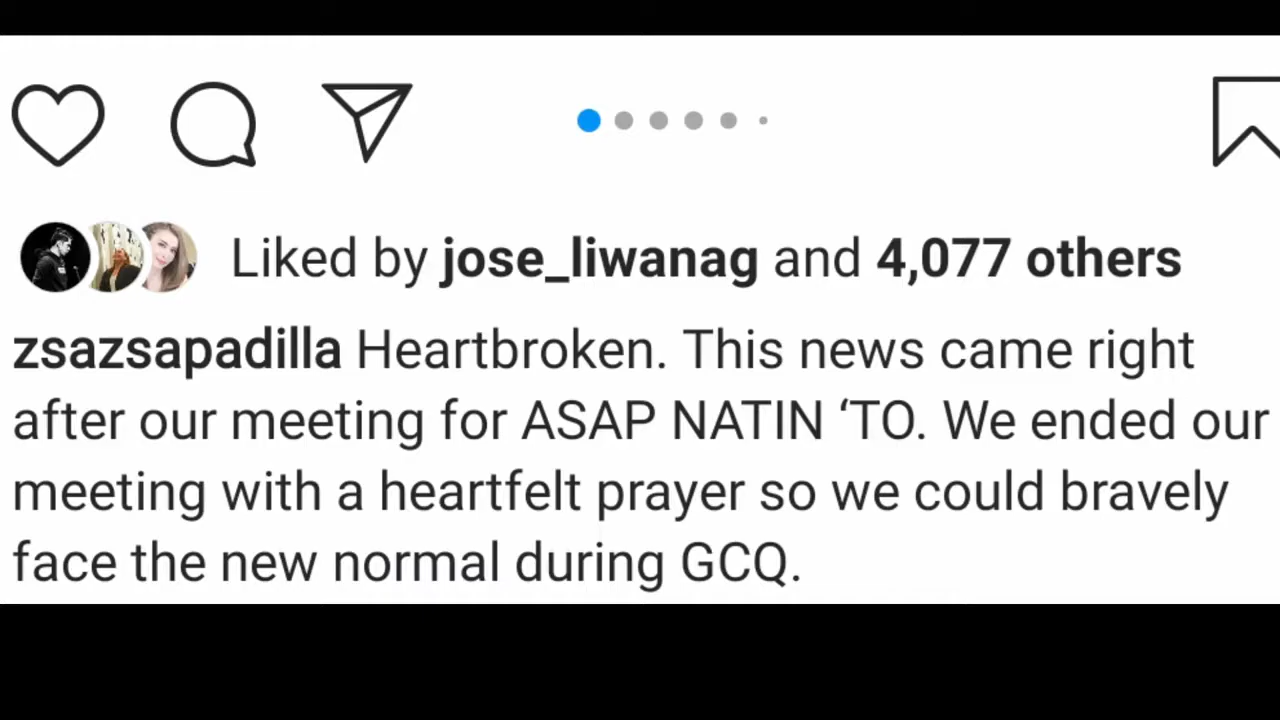 Liked by jose_liwanag and 4,077 others
zsazsapadilla Heartbroken. This news came right
after our meeting for ASAP NATIN ‘TO. We ended our
meeting with a heartfelt prayer so we could bravely
face the new normal during GCQ.